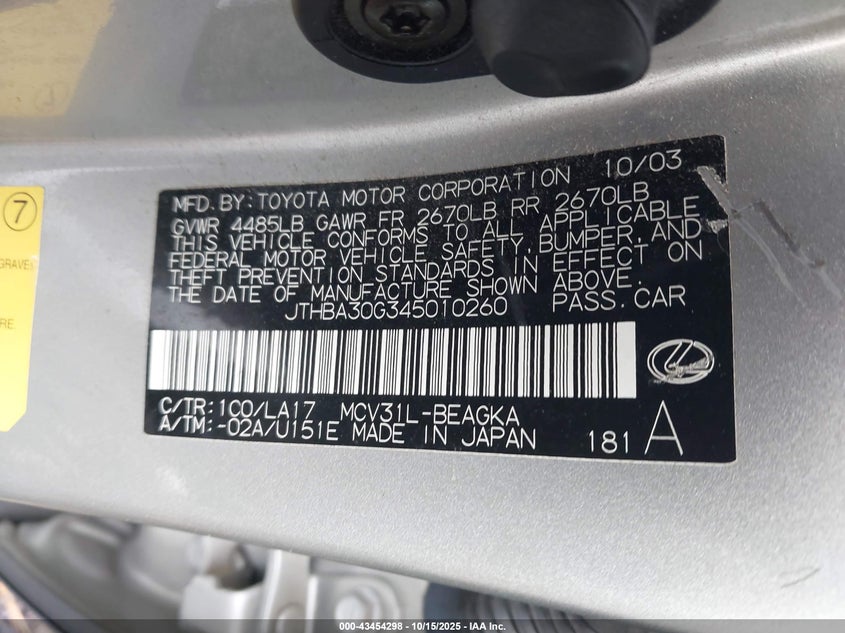 MFD. BY: TOYOTA MOTOR CORPORATION 10/03
GVWR 4485LB GAWR FR 2670LB RR 2670LB
THIS VEHICLE CONFORMS TO ALL APPLICABLE
FEDERAL MOTOR VEHICLE SAFETY, BUMPER, AND
THEFT PREVENTION STANDARDS IN EFFECT ON
THE DATE OF MANUFACTURE SHOWN ABOVE.
JTHBA30G345010260 PASS. CAR
C/TR: 1C0/LA17 MCV31L-BEAGKA
A/TM: -02A/U151E MADE IN JAPAN
181 A
7
GRAVE
RE.
000-43454298 - 10/15/2025 - IAA Inc.